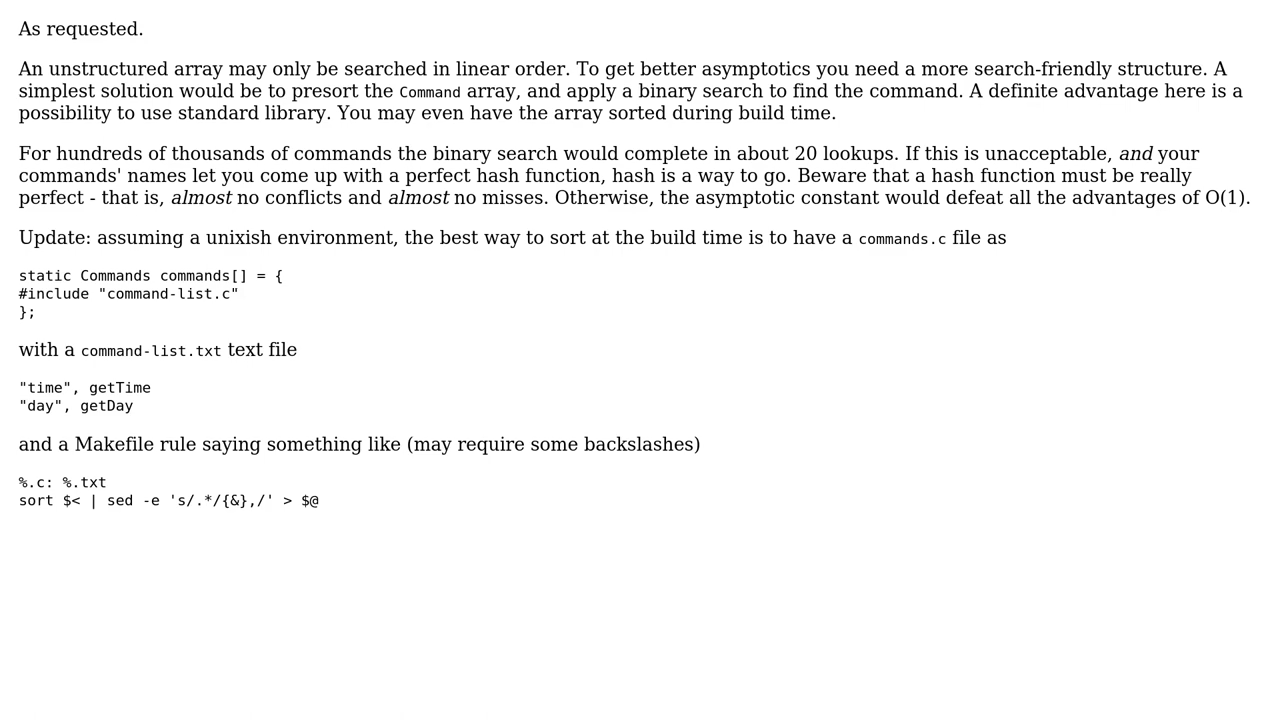 As requested.
An unstructured array may only be searched in linear order. To get better asymptotics you need a more search-friendly structure. A
simplest solution would be to presort the Command array, and apply a binary search to find the command. A definite advantage here is a
possibility to use standard library. You may even have the array sorted during build time.
For hundreds of thousands of commands the binary search would complete in about 20 lookups. If this is unacceptable, and your
commands' names let you come up with a perfect hash function, hash is a way to go. Beware that a hash function must be really
perfect - that is, almost no conflicts and almost no misses. Otherwise, the asymptotic constant would defeat all the advantages of O(1).
Update: assuming a unixish environment, the best way to sort at the build time is to have a commands.c file as
static Commands commands[] = {
#include "command-list.c"
};
with a command-list.txt text file
"time", getTime
"day", getDay
and a Makefile rule saying something like (may require some backslashes)
%.c: %.txt
sort $< | sed -e 's/.*/{&},/' > $@